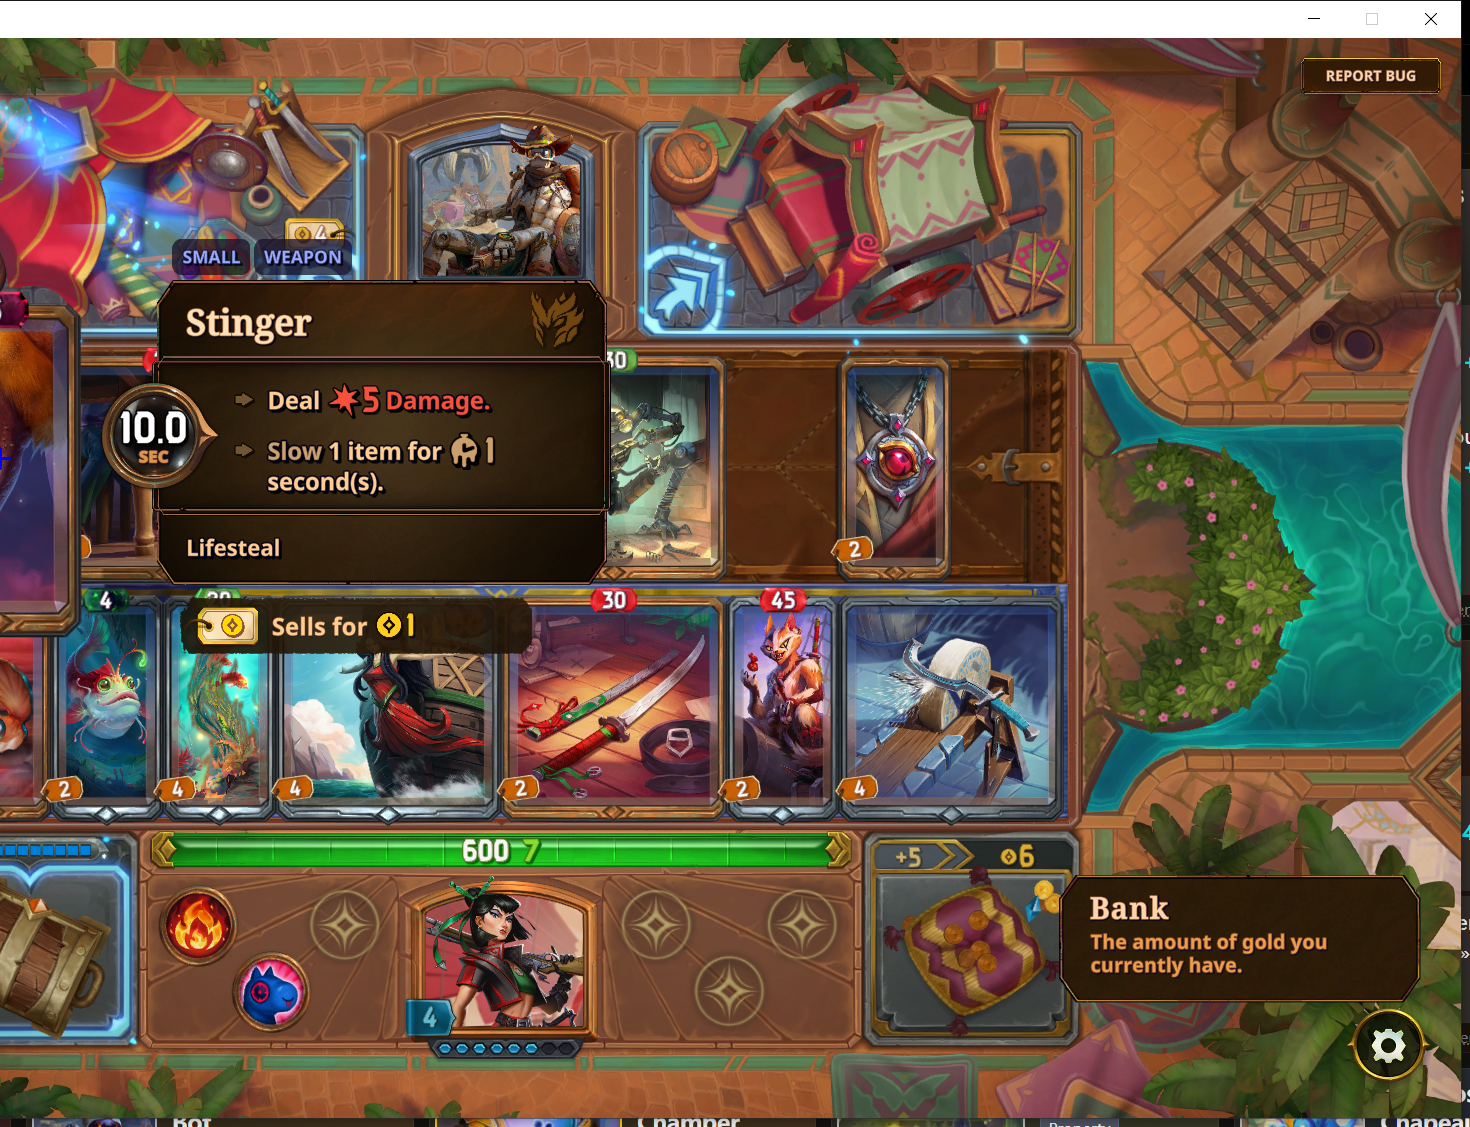 REPORT BUG
4
SMALL WEAPON
Stinger
30
Deal 5 Damage.
10.0
SEC
Slow 1 item for 1
second(s).
2
Lifesteal
4
30
45
Sells for 1
2
4
4
2
2
4
600 7
+5
6
Bank
The amount of gold you
currently have.
4